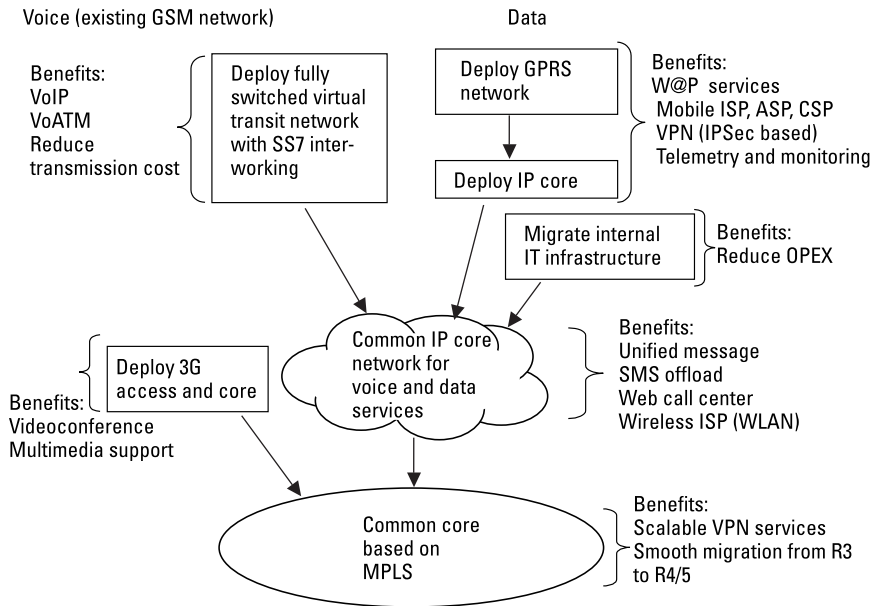 Voice (existing GSM network)
Data
Benefits:
VoIP
VoATM
Reduce
transmission cost
Deploy fully
switched virtual
transit network
with SS7 inter-
working
Deploy GPRS
network
Deploy IP core
Benefits:
W@P services
Mobile ISP, ASP, CSP
VPN (IPSec based)
Telemetry and monitoring
Migrate internal
IT infrastructure
Benefits:
Reduce OPEX
Common IP core
network for
voice and data
services
Benefits:
Unified message
SMS offload
Web call center
Wireless ISP (WLAN)
Deploy 3G
access and core
Benefits:
Videoconference
Multimedia support
Common core
based on
MPLS
Benefits:
Scalable VPN services
Smooth migration from R3
to R4/5